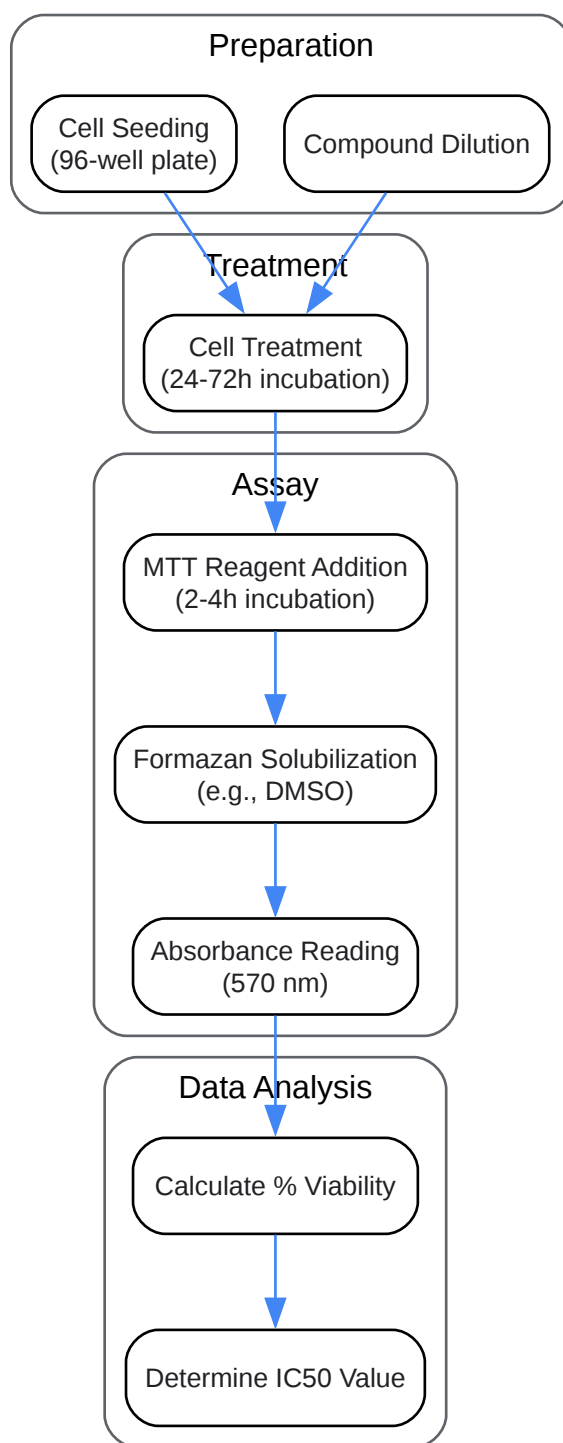 Preparation
Cell Seeding
(96-well plate)
Compound Dilution
Treatment
Cell Treatment
(24-72h incubation)
Assay
MTT Reagent Addition
(2-4h incubation)
Formazan Solubilization
(e.g., DMSO)
Absorbance Reading
(570 nm)
Data Analysis
Calculate % Viability
Determine IC50 Value